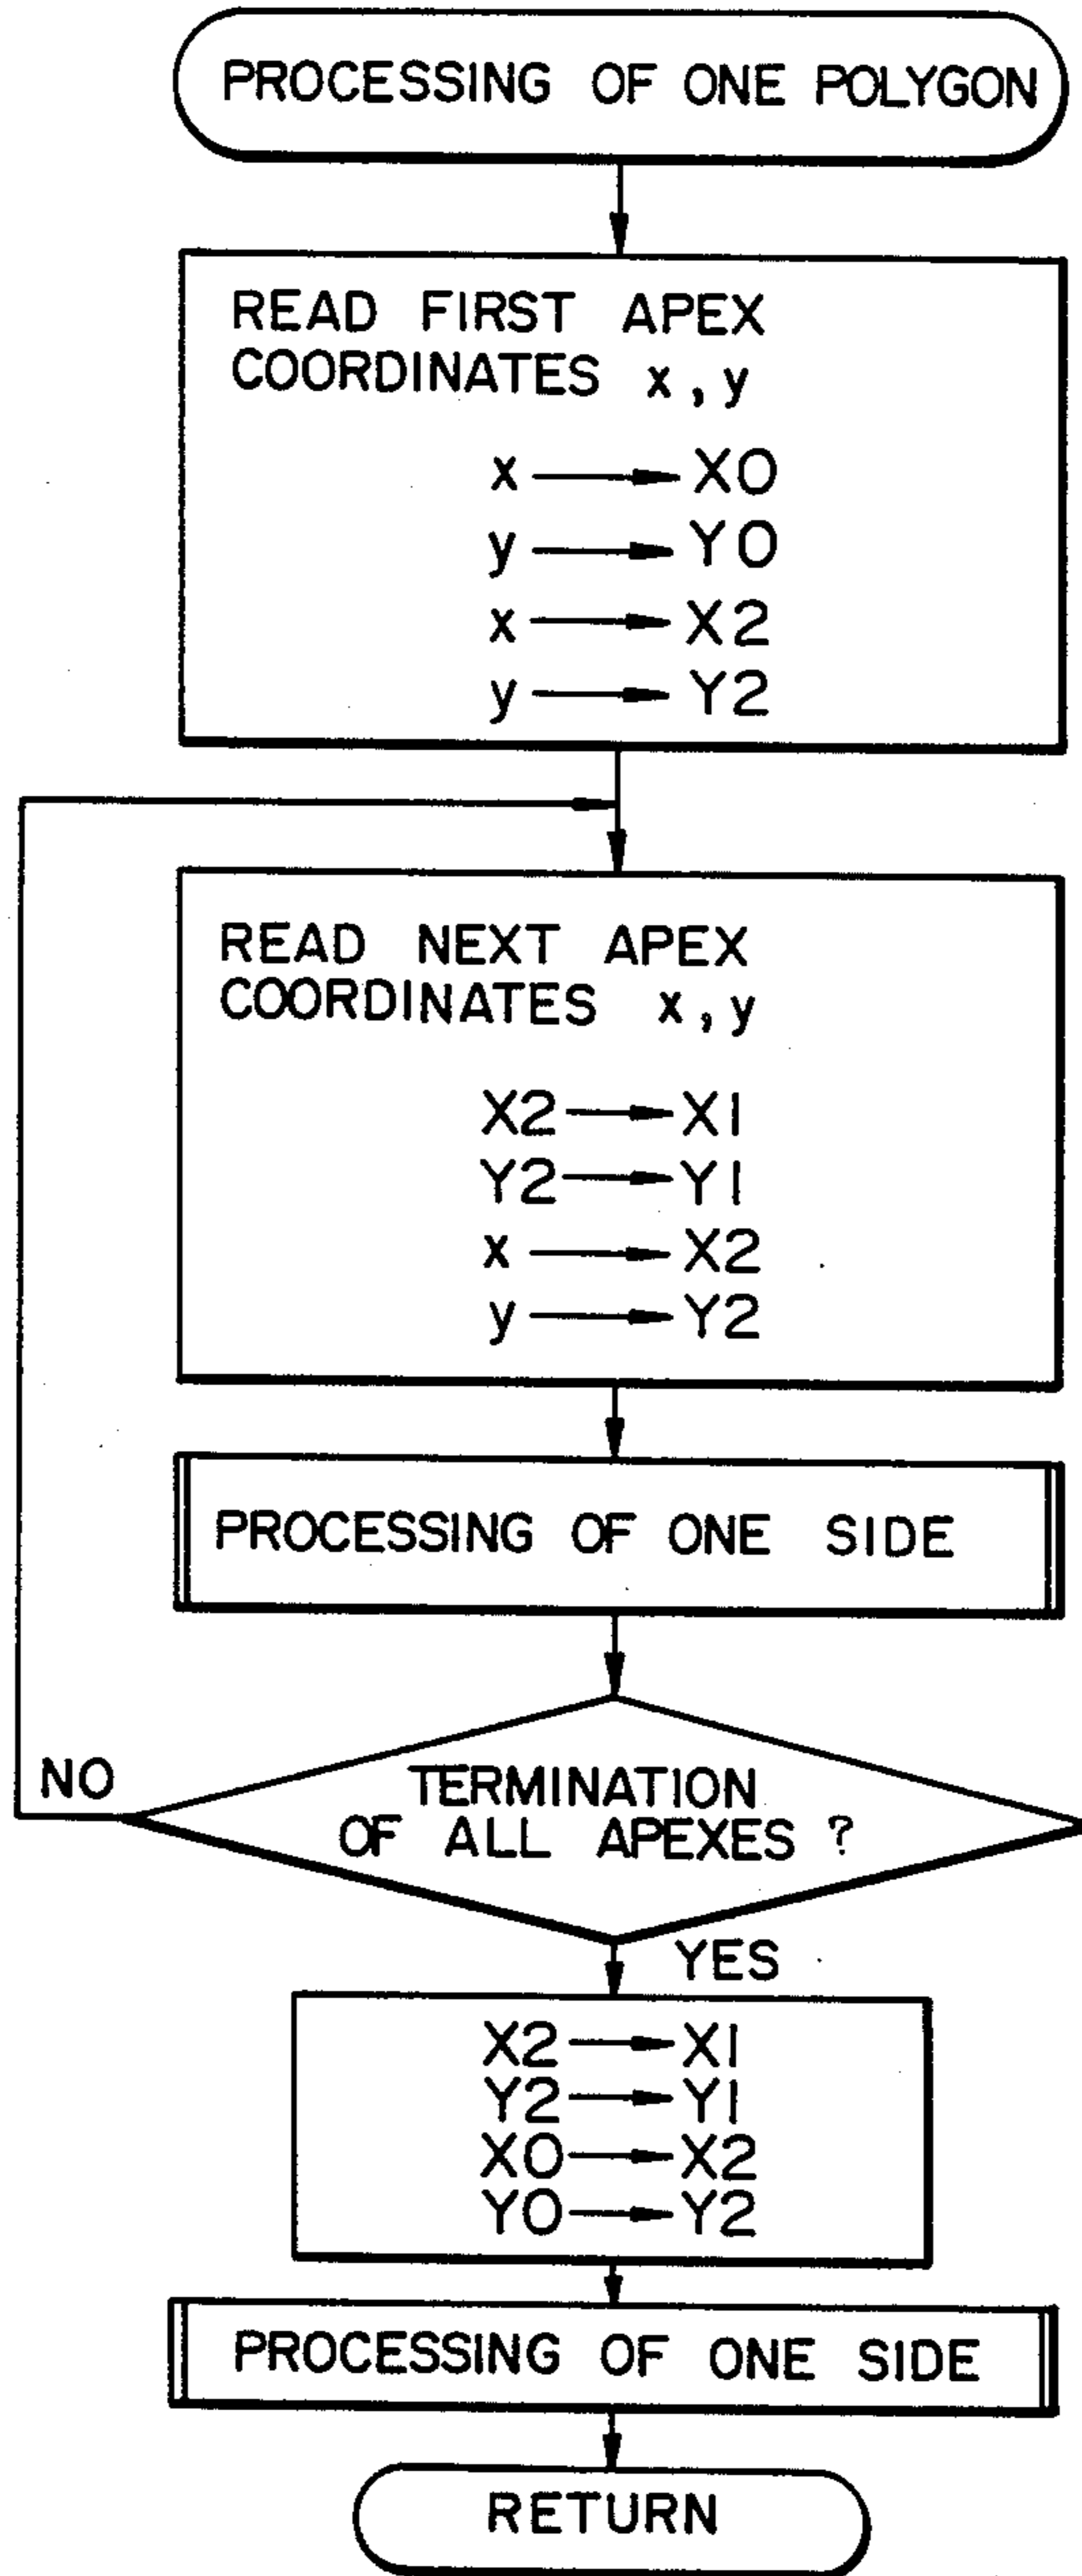 PROCESSING OF ONE POLYGON
READ FIRST APEX
COORDINATES x, y
x → X0
y → Y0
x → X2
y → Y2
READ NEXT APEX
COORDINATES x, y
X2 → X1
Y2 → Y1
x → X2
y → Y2
PROCESSING OF ONE SIDE
NO
TERMINATION
OF ALL APEXES ?
YES
X2 → X1
Y2 → Y1
X0 → X2
Y0 → Y2
PROCESSING OF ONE SIDE
RETURN